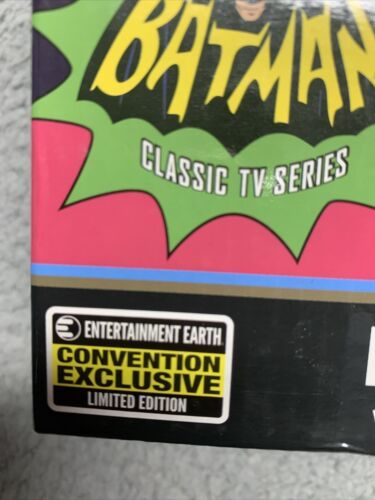 BATMAN
CLASSIC TV SERIES
ENTERTAINMENT EARTH
CONVENTION
EXCLUSIVE
LIMITED EDITION